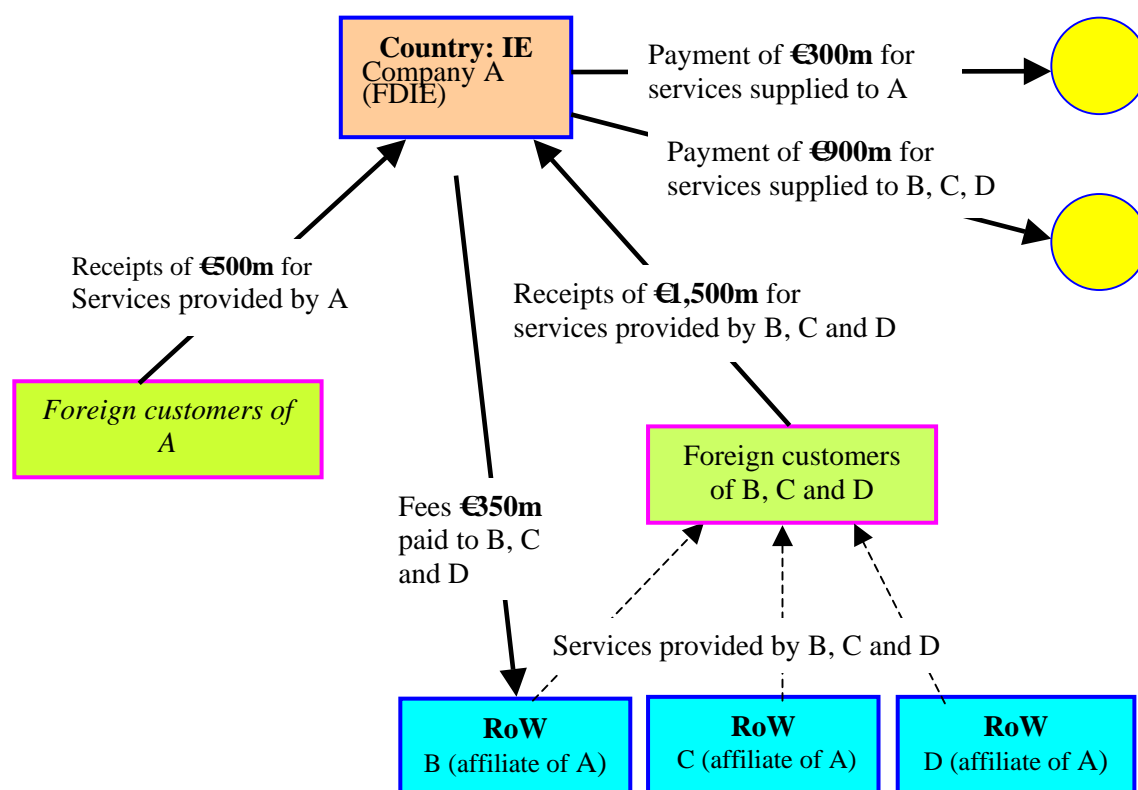 Country: IE
Company A
(FDIE)
Payment of €300m for
services supplied to A
Payment of €900m for
services supplied to B, C, D
Receipts of €500m for
Services provided by A
Receipts of €1,500m for
services provided by B, C and D
Foreign customers of
A
Foreign customers
of B, C and D
Fees €350m
paid to B, C
and D
Services provided by B, C and D
RoW
B (affiliate of A)
RoW
C (affiliate of A)
RoW
D (affiliate of A)